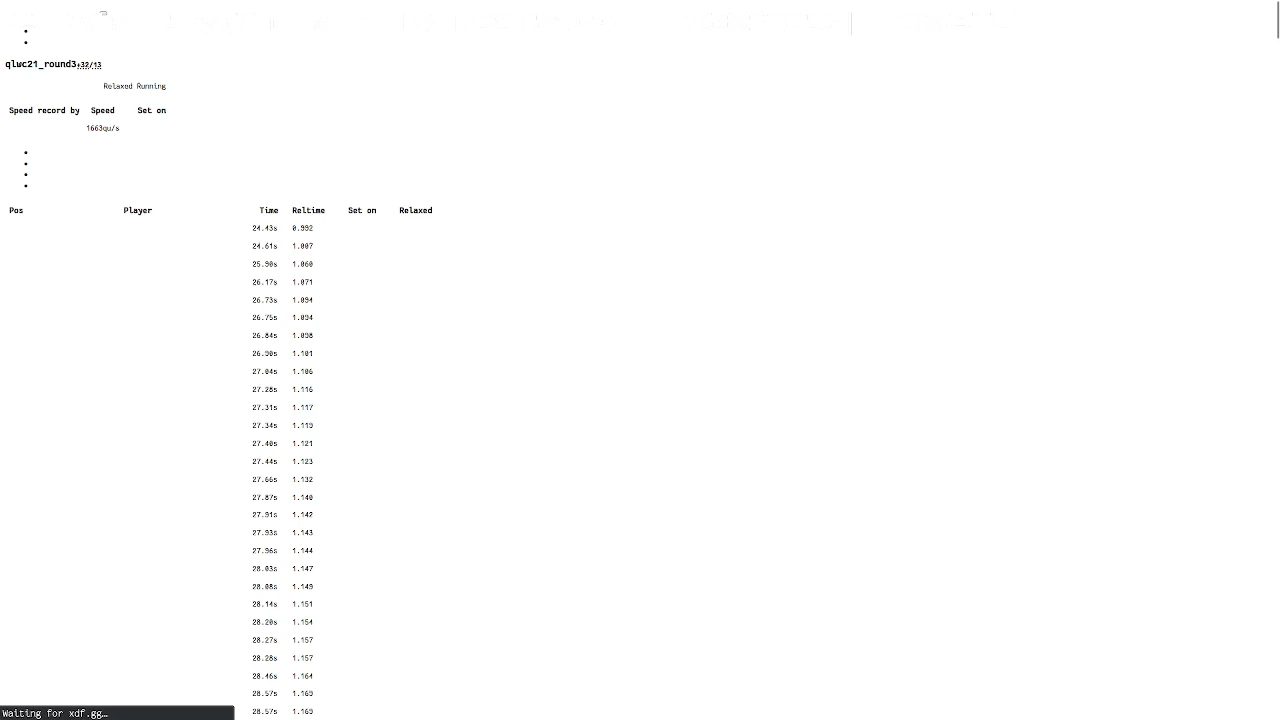 qlwc21_round3+32/13
Relaxed Running
Speed record by Speed Set on
1663qu/s
Pos Player Time Reltime Set on Relaxed
24.43s 0.992
24.61s 1.007
25.90s 1.060
26.17s 1.071
26.73s 1.094
26.75s 1.094
26.84s 1.098
26.90s 1.101
27.04s 1.106
27.28s 1.116
27.31s 1.117
27.34s 1.119
27.40s 1.121
27.44s 1.123
27.66s 1.132
27.87s 1.140
27.91s 1.142
27.93s 1.143
27.96s 1.144
28.03s 1.147
28.08s 1.149
28.14s 1.151
28.20s 1.154
28.27s 1.157
28.28s 1.157
28.46s 1.164
28.57s 1.169
28.57s 1.169
Waiting for xdf.gg…